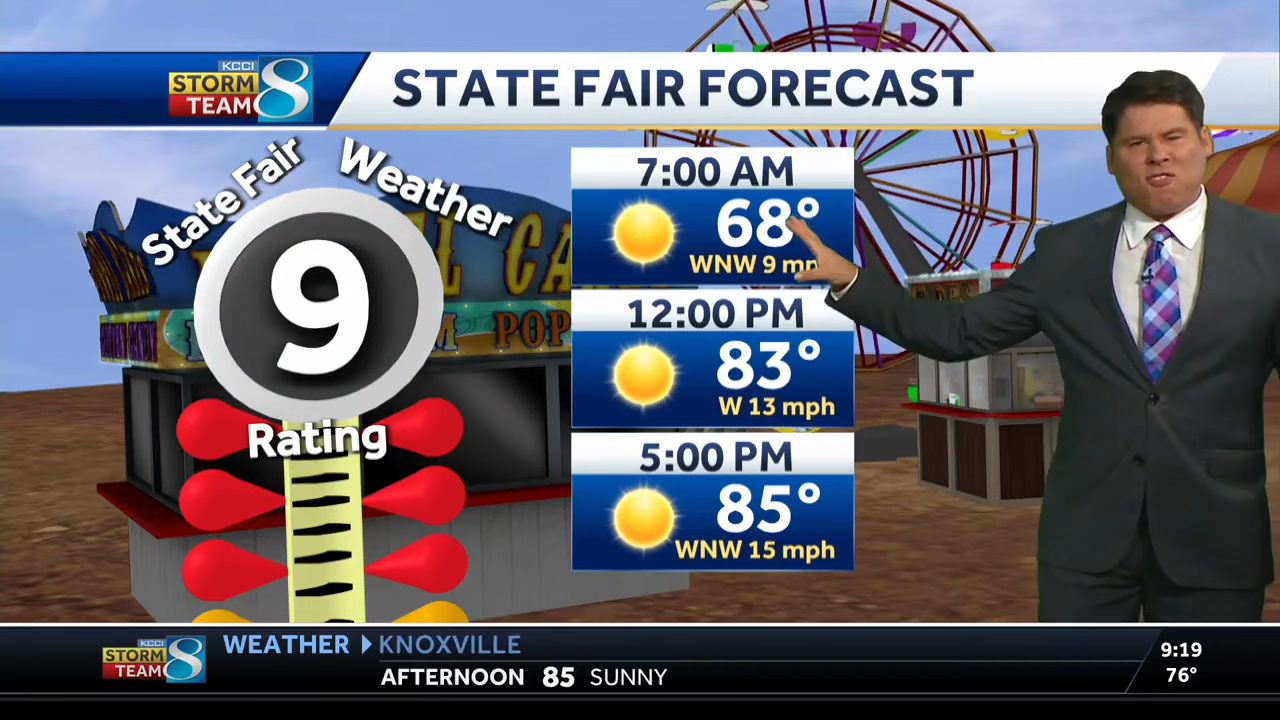 KCCI
STORM
TEAM 8
STATE FAIR FORECAST
State Fair Weather
9
Rating
7:00 AM
68°
WNW 9
12:00 PM
83°
W 13 mph
5:00 PM
85°
WNW 15 mph
POP
KCCI
STORM
TEAM 8
WEATHER KNOXVILLE
AFTERNOON 85 SUNNY
9:19
76°